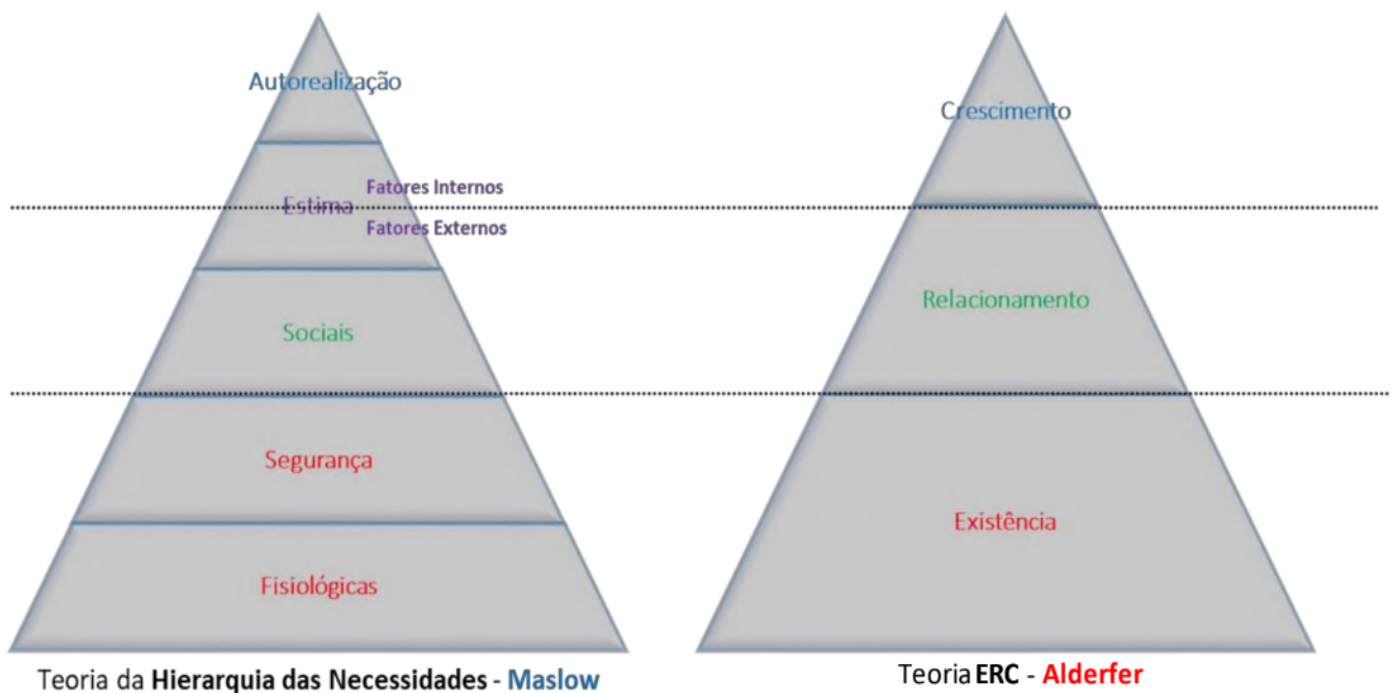 Autorealização
Fatores Internos
Estima
Fatores Externos
Sociais
Segurança
Fisiológicas
Teoria da Hierarquia das Necessidades - Maslow
Crescimento
Relacionamento
Existência
Teoria ERC - Alderfer